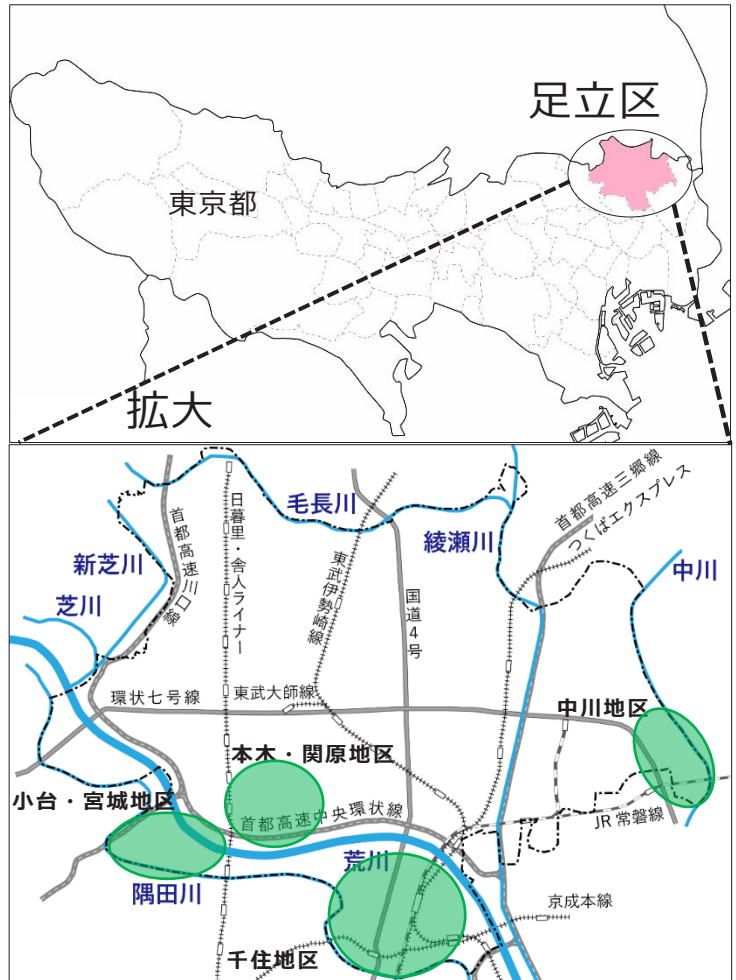 足立区
東京都
拡大
首都高速三郷線
つくばエクスプレス
毛長川
綾瀬川
中川
新芝川
芝川
首都高速川口線
日暮里・舎人ライナー
東武伊勢崎線
国道4号
環状七号線
東武大師線
中川地区
本木・関原地区
小台・宮城地区
首都高速中央環状線
JR常磐線
荒川
隅田川
京成本線
千住地区